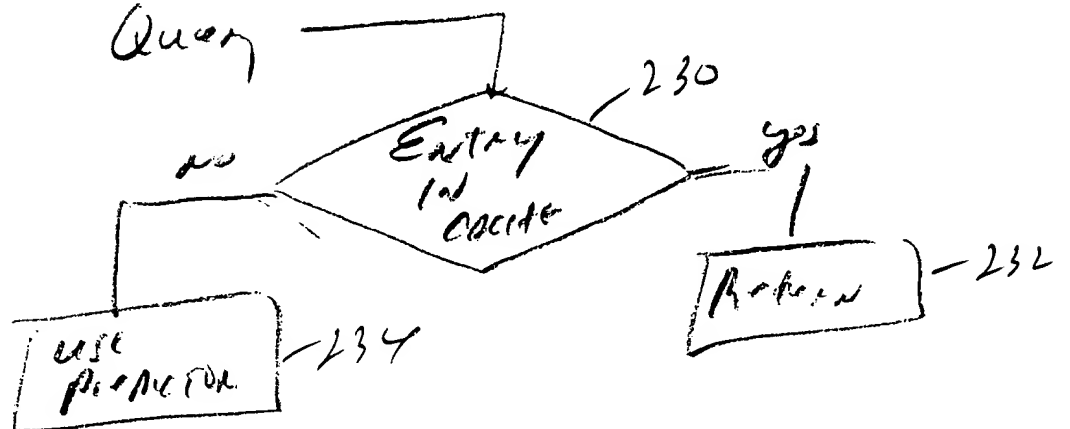 Query
230
no
Entry
in
cache
yes
Return
232
use
predictor
234